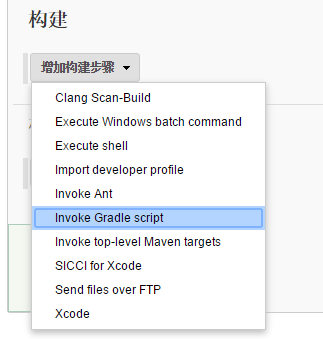 构建
增加构建步骤
Clang Scan-Build
Execute Windows batch command
Execute shell
Import developer profile
Invoke Ant
Invoke Gradle script
Invoke top-level Maven targets
SICCI for Xcode
Send files over FTP
Xcode